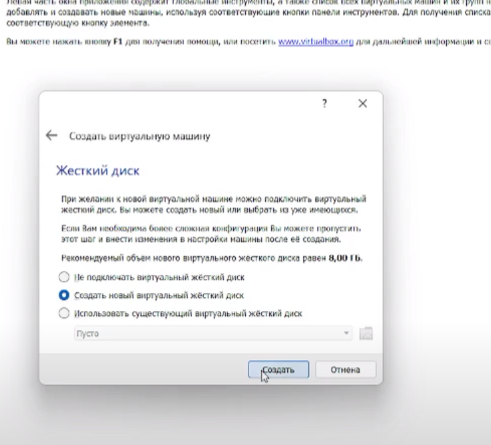 Левая часть окна приложения содержит глобальные инструменты, а также список всех виртуальных машин и их групп н
добавлять и создавать новые машины, используя соответствующие кнопки панели инструментов. Для получения списка
соответствующую кнопку элемента.
Вы можете нажать кнопку F1 для получения помощи, или посетить www.virtualbox.org для дальнейшей информации и с
?
Создать виртуальную машину
Жесткий диск
При желании к новой виртуальной машине можно подключить виртуальный
жесткий диск. Вы можете создать новый или выбрать из уже имеющихся.
Если Вам необходима более сложная конфигурация Вы можете пропустить
этот шаг и внести изменения в настройки машины после её создания.
Рекомендуемый объём нового виртуального жёсткого диска равен 8,00 ГБ.
Не подключать виртуальный жёсткий диск
Создать новый виртуальный жёсткий диск
Использовать существующий виртуальный жёсткий диск
Пусто
Создать
Отмена